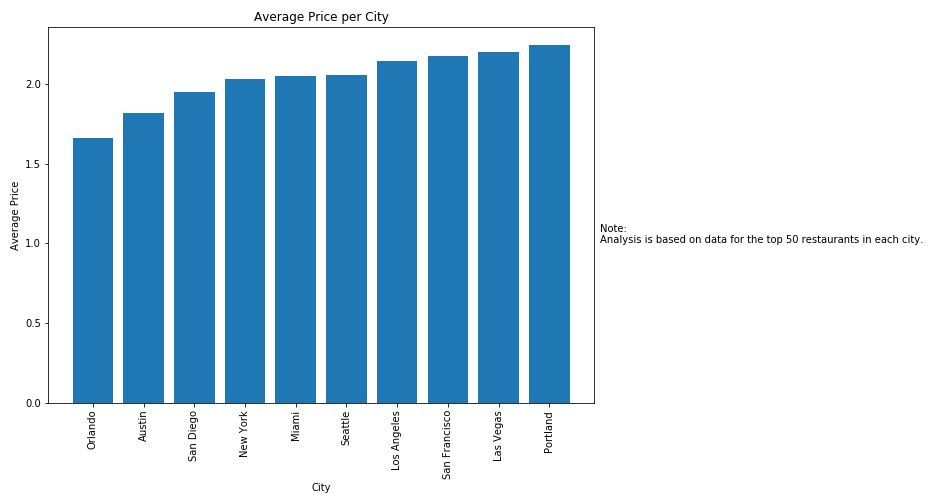 Average Price per City
Average Price
2.0
1.5
1.0
0.5
0.0
Orlando
Austin
San Diego
New York
Miami
Seattle
Los Angeles
San Francisco
Las Vegas
Portland
City
Note:
Analysis is based on data for the top 50 restaurants in each city.